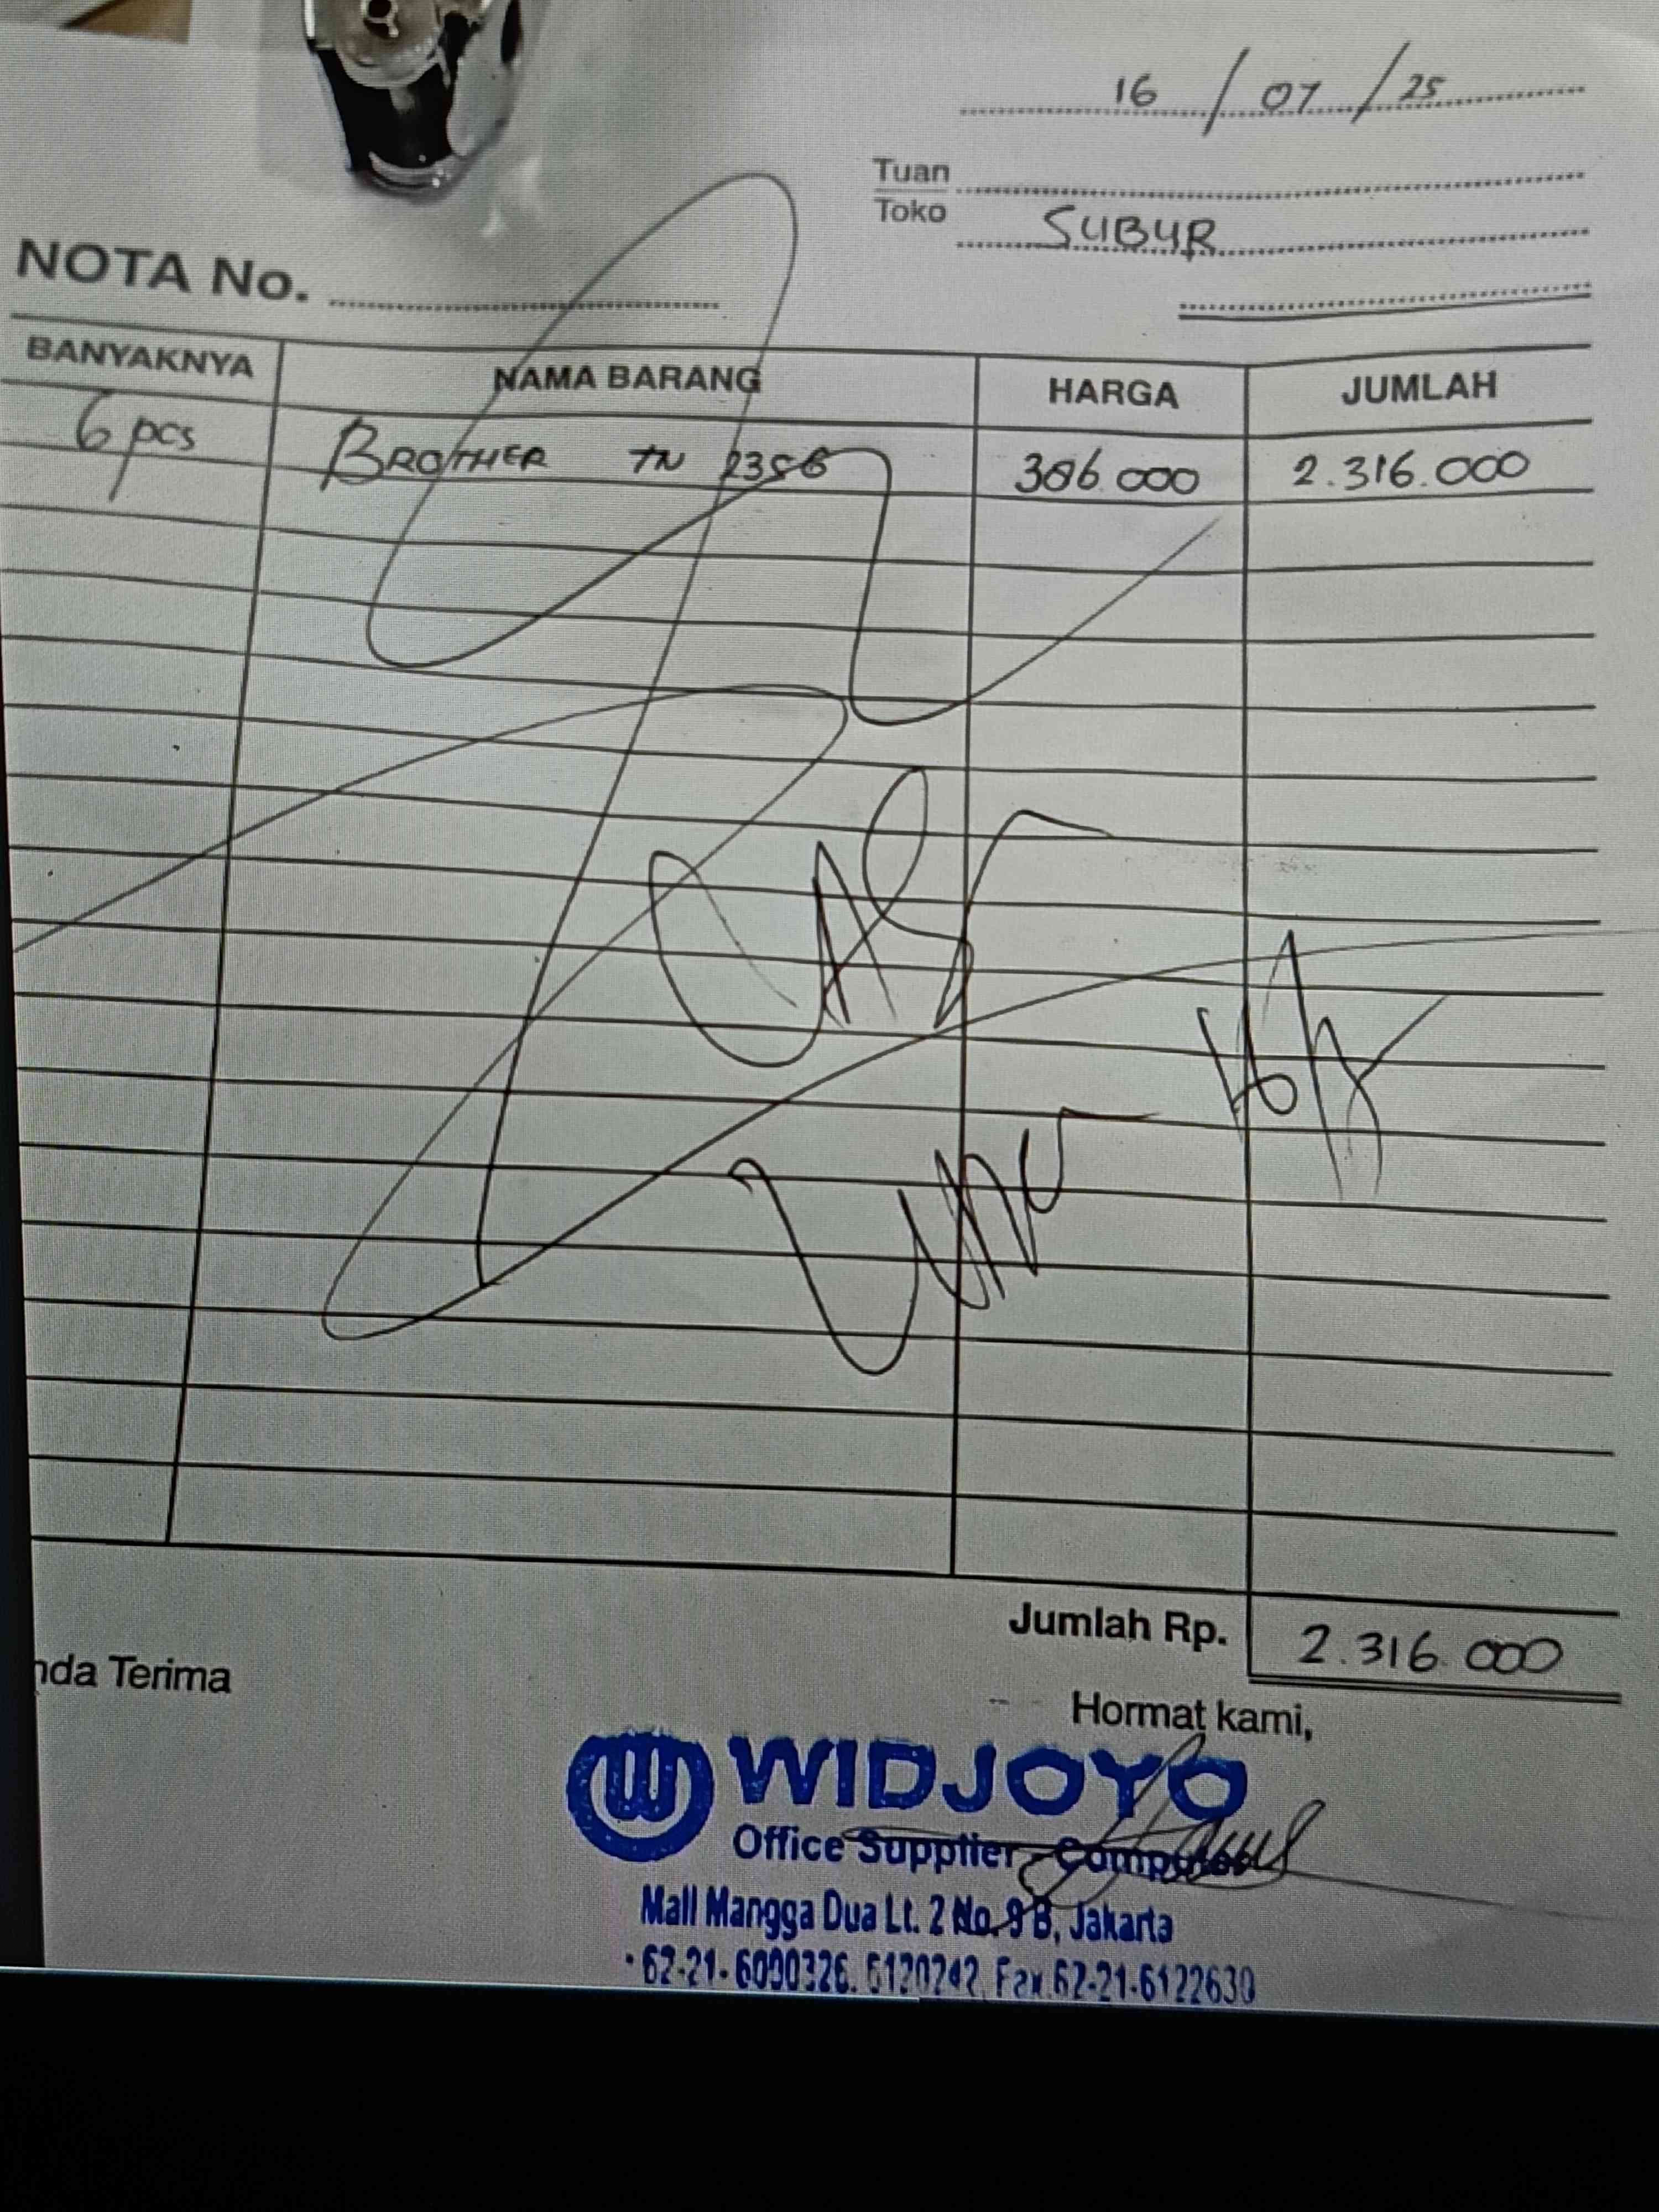 16 / 07 / 25
Tuan
Toko SUBUR
NOTA No.
BANYAKNYA NAMA BARANG HARGA JUMLAH
6 pcs BROTHER TN 2356 386.000 2.316.000
Jumlah Rp. 2.316.000
nda Terima
Hormat kami,
WIDJOYO
Office Supplier - Computer
Mall Mangga Dua Lt. 2 No. 9 B, Jakarta
62-21- 6000326. 6120242, Fax 62-21-6122630